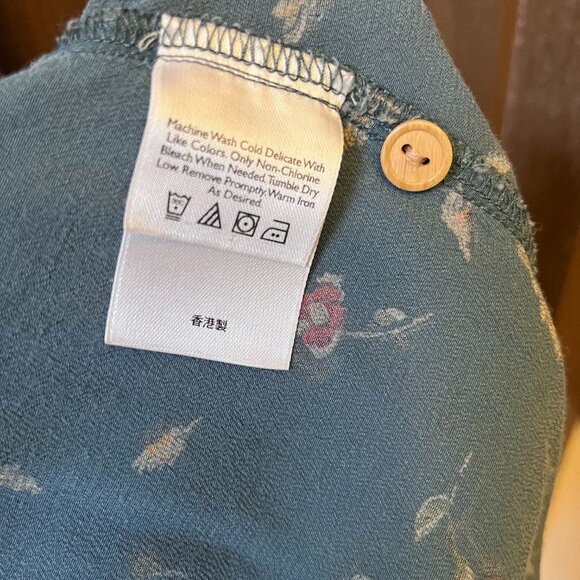 Machine Wash Cold Delicate With
Like Colors. Only Non-Chlorine
Bleach When Needed. Tumble Dry
Low. Remove Promptly. Warm Iron
As Desired.
香港製